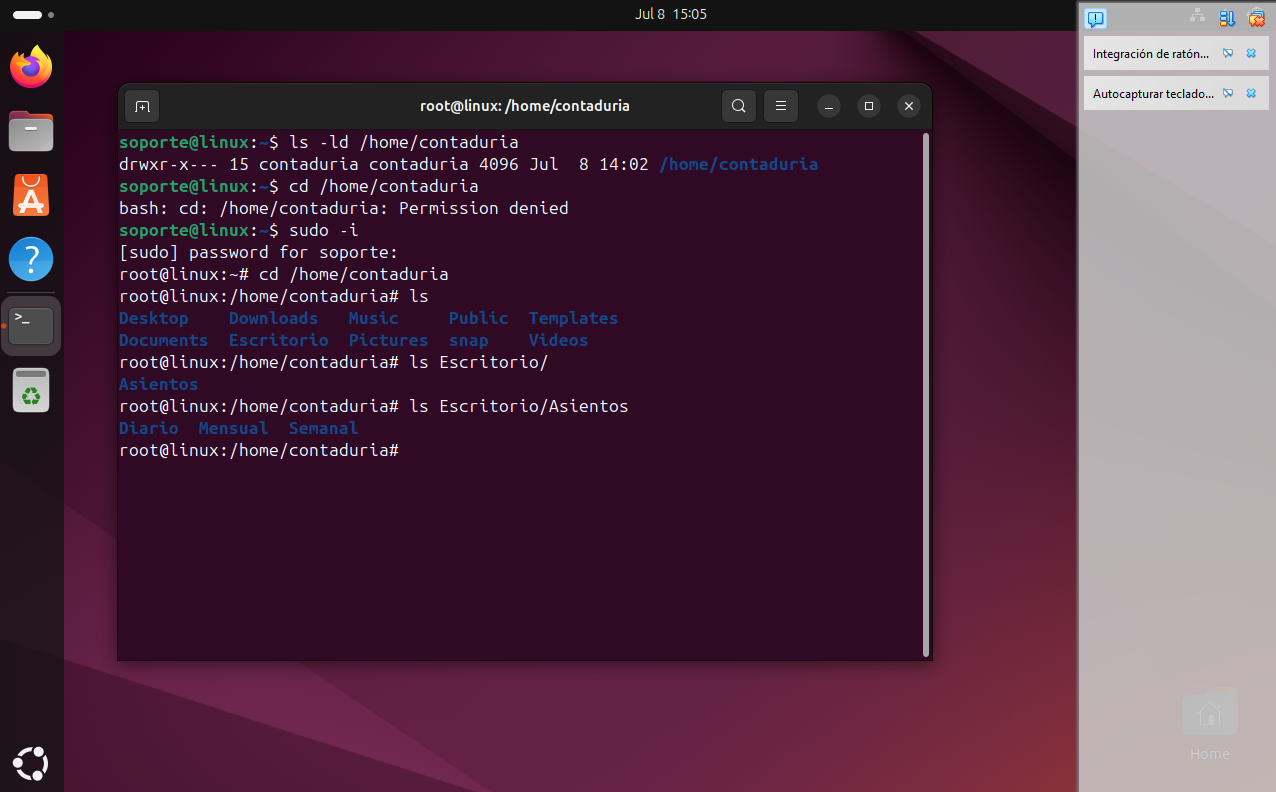 Jul 8 15:05
Integración de ratón...
Autocapturar teclado...
root@linux: /home/contaduria
soporte@linux:~$ ls -ld /home/contaduria
drwxr-x--- 15 contaduria contaduria 4096 Jul  8 14:02 /home/contaduria
soporte@linux:~$ cd /home/contaduria
bash: cd: /home/contaduria: Permission denied
soporte@linux:~$ sudo -i
[sudo] password for soporte:
root@linux:~# cd /home/contaduria
root@linux:/home/contaduria# ls
Desktop    Downloads   Music     Public  Templates
Documents  Escritorio  Pictures  snap    Videos
root@linux:/home/contaduria# ls Escritorio/
Asientos
root@linux:/home/contaduria# ls Escritorio/Asientos
Diario  Mensual  Semanal
root@linux:/home/contaduria#
Home